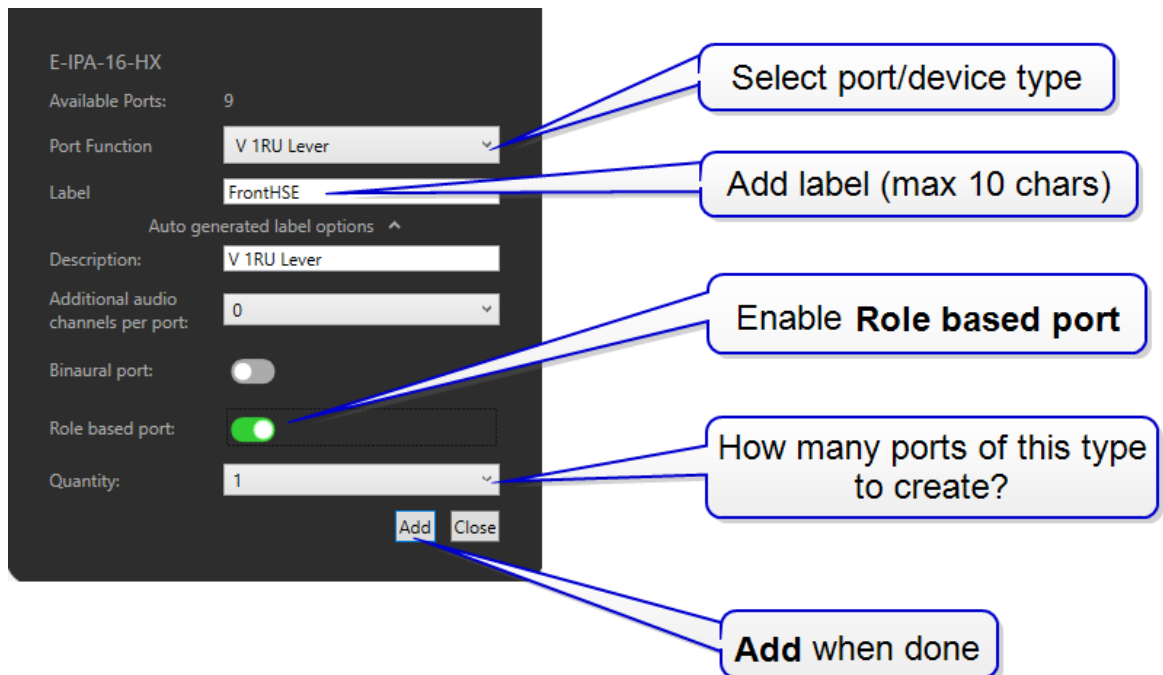 E-IPA-16-HX
Available Ports: 9
Port Function V 1RU Lever
Label FrontHSE
Auto generated label options
Description: V 1RU Lever
Additional audio
channels per port: 0
Binaural port:
Role based port:
Quantity: 1
Add Close
Select port/device type
Add label (max 10 chars)
Enable Role based port
How many ports of this type
to create?
Add when done